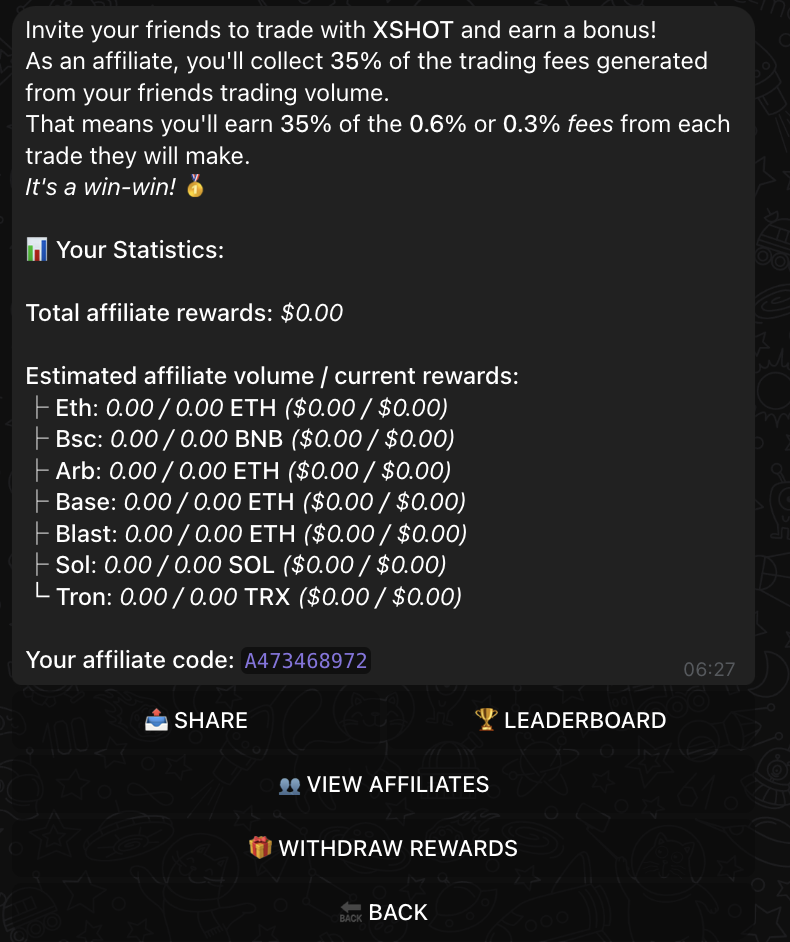 Invite your friends to trade with XSHOT and earn a bonus!
As an affiliate, you'll collect 35% of the trading fees generated
from your friends trading volume.
That means you'll earn 35% of the 0.6% or 0.3% fees from each
trade they will make.
It's a win-win! 🥇
📊 Your Statistics:
Total affiliate rewards: $0.00
Estimated affiliate volume / current rewards:
├ Eth: 0.00 / 0.00 ETH ($0.00 / $0.00)
├ Bsc: 0.00 / 0.00 BNB ($0.00 / $0.00)
├ Arb: 0.00 / 0.00 ETH ($0.00 / $0.00)
├ Base: 0.00 / 0.00 ETH ($0.00 / $0.00)
├ Blast: 0.00 / 0.00 ETH ($0.00 / $0.00)
├ Sol: 0.00 / 0.00 SOL ($0.00 / $0.00)
└ Tron: 0.00 / 0.00 TRX ($0.00 / $0.00)
Your affiliate code: A473468972
06:27
📤 SHARE
🏆 LEADERBOARD
👥 VIEW AFFILIATES
🎁 WITHDRAW REWARDS
🔙 BACK